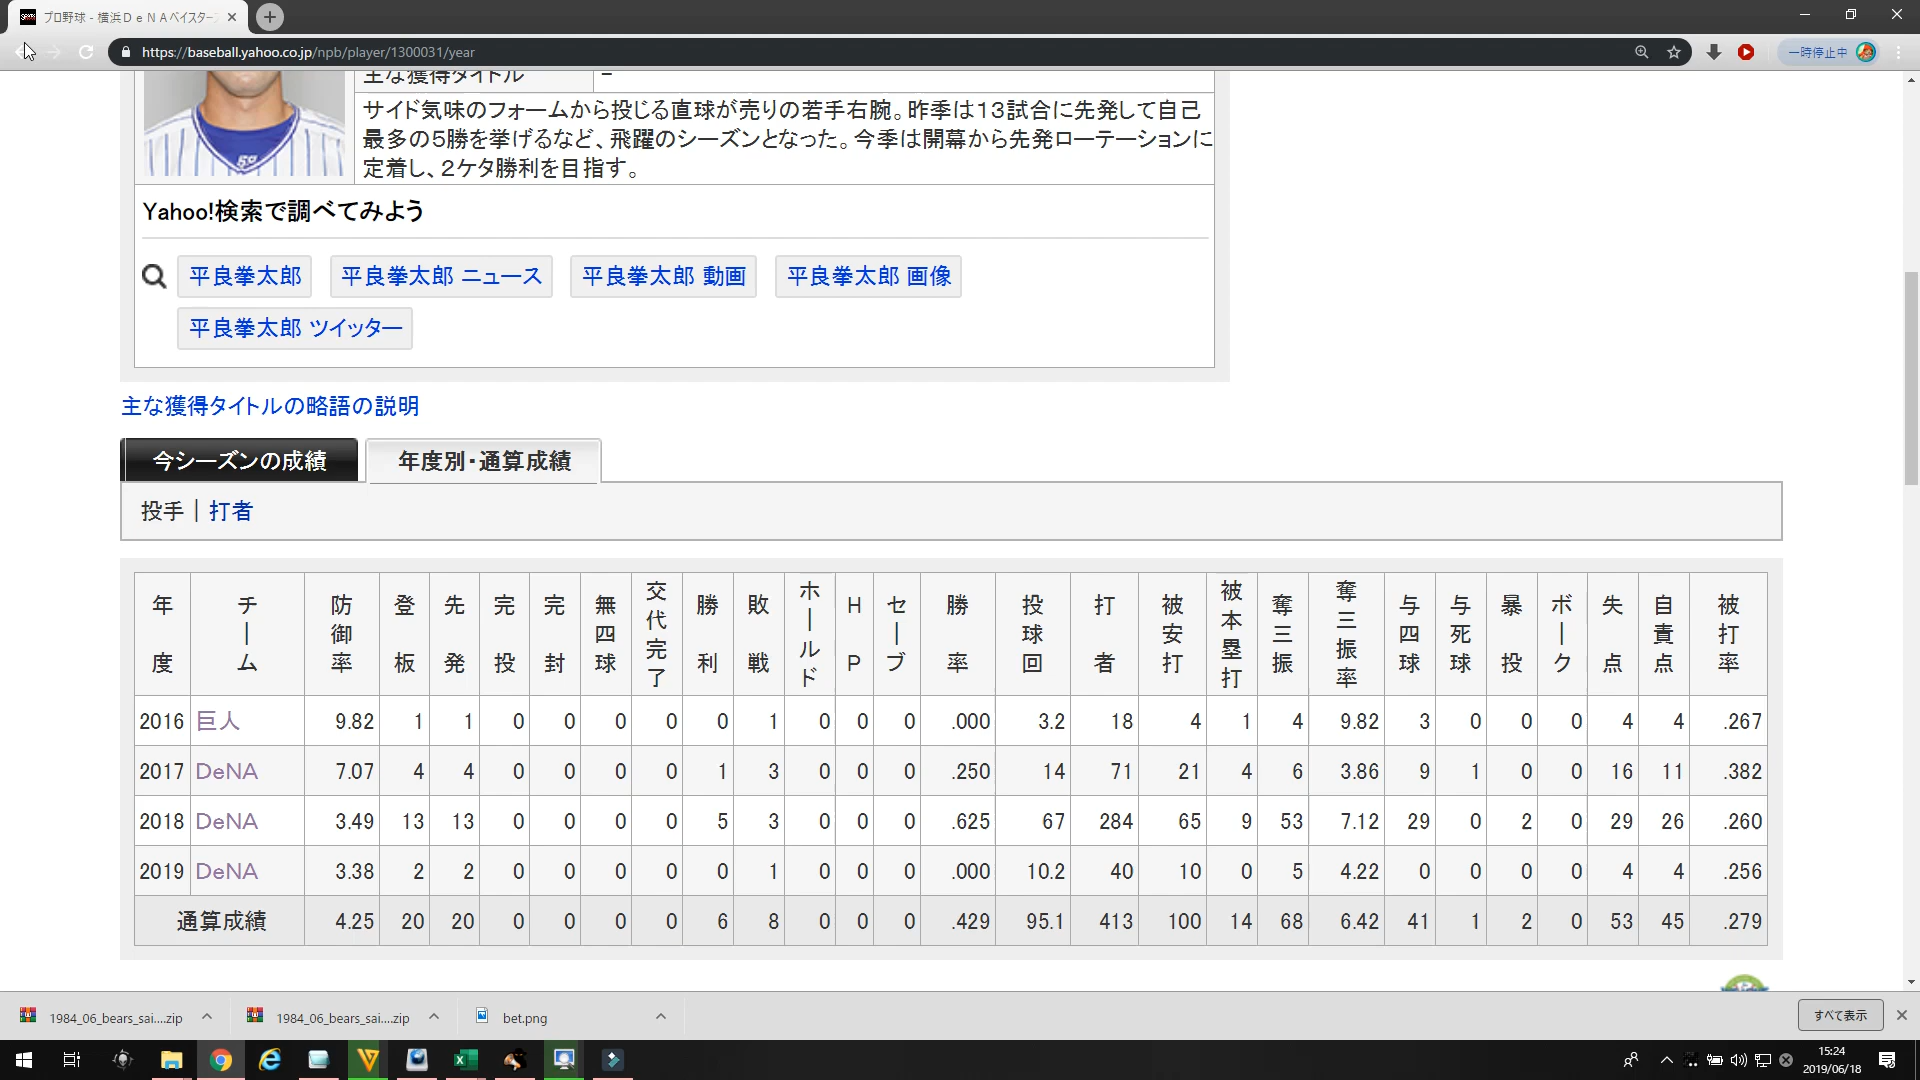 プロ野球 - 横浜ＤｅＮＡベイスター
https://baseball.yahoo.co.jp/npb/player/1300031/year
一時停止中
主な獲得タイトル －
サイド気味のフォームから投じる直球が売りの若手右腕。昨季は１３試合に先発して自己
最多の５勝を挙げるなど、飛躍のシーズンとなった。今季は開幕から先発ローテーションに
定着し、２ケタ勝利を目指す。
Yahoo!検索で調べてみよう
平良拳太郎 平良拳太郎 ニュース 平良拳太郎 動画 平良拳太郎 画像
平良拳太郎 ツイッター
主な獲得タイトルの略語の説明
今シーズンの成績 年度別・通算成績
投手 | 打者
年度 チーム 防御率 登板 先発 完投 完封 無四球 交代完了 勝利 敗戦 ホールド HP セーブ 勝率 投球回 打者 被安打 被本塁打 奪三振 奪三振率 与四球 与死球 暴投 ボーク 失点 自責点 被打率
2016 巨人 9.82 1 1 0 0 0 0 0 1 0 0 0 .000 3.2 18 4 1 4 9.82 3 0 0 0 4 4 .267
2017 DeNA 7.07 4 4 0 0 0 0 1 3 0 0 0 .250 14 71 21 4 6 3.86 9 1 0 0 16 11 .382
2018 DeNA 3.49 13 13 0 0 0 0 5 3 0 0 0 .625 67 284 65 9 53 7.12 29 0 2 0 29 26 .260
2019 DeNA 3.38 2 2 0 0 0 0 0 1 0 0 0 .000 10.2 40 10 0 5 4.22 0 0 0 0 4 4 .256
通算成績 4.25 20 20 0 0 0 0 6 8 0 0 0 .429 95.1 413 100 14 68 6.42 41 1 2 0 53 45 .279
1984_06_bears_sai....zip 1984_06_bears_sai....zip bet.png すべて表示
15:24
2019/06/18